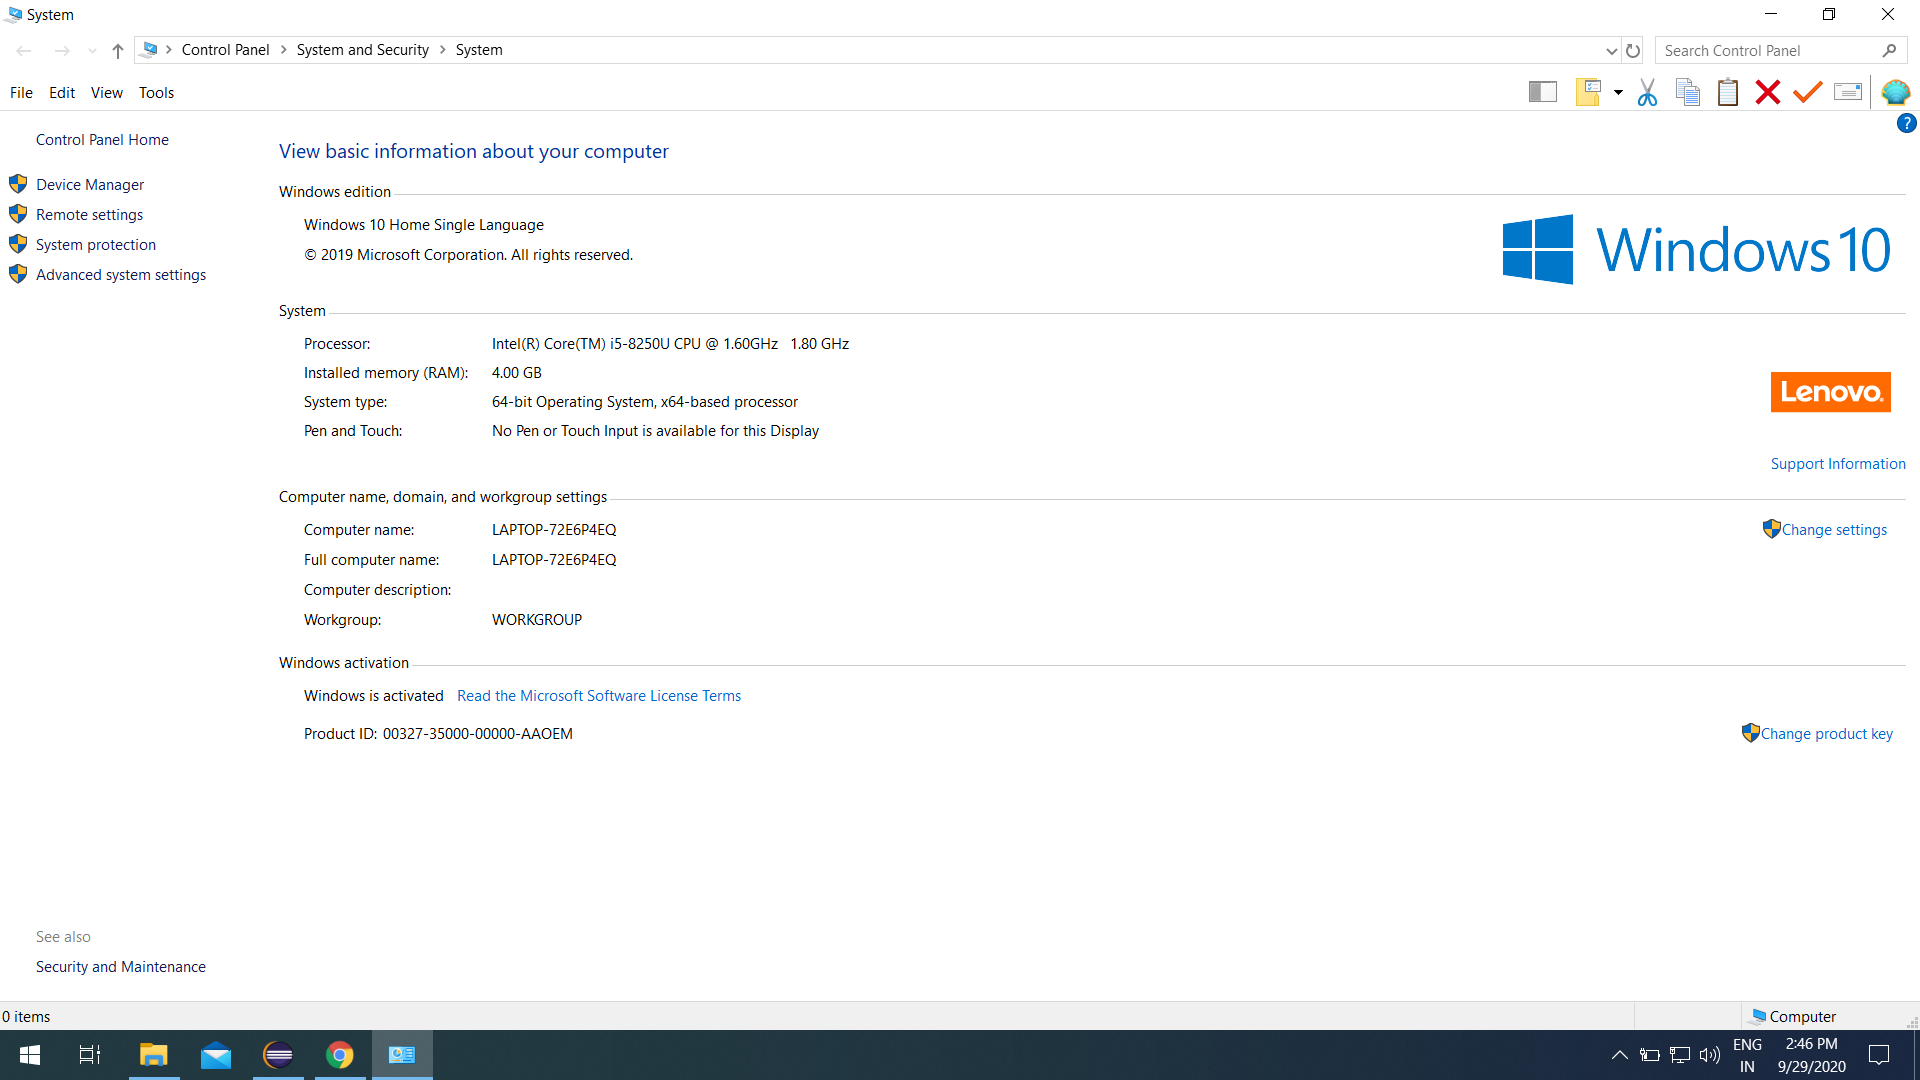 System
Control Panel System and Security System
Search Control Panel
File Edit View Tools
?
Control Panel Home
Device Manager
Remote settings
System protection
Advanced system settings
View basic information about your computer
Windows edition
Windows 10 Home Single Language
© 2019 Microsoft Corporation. All rights reserved.
Windows 10
System
Processor: Intel(R) Core(TM) i5-8250U CPU @ 1.60GHz 1.80 GHz
Installed memory (RAM): 4.00 GB
System type: 64-bit Operating System, x64-based processor
Pen and Touch: No Pen or Touch Input is available for this Display
Lenovo.
Support Information
Computer name, domain, and workgroup settings
Computer name: LAPTOP-72E6P4EQ
Change settings
Full computer name: LAPTOP-72E6P4EQ
Computer description:
Workgroup: WORKGROUP
Windows activation
Windows is activated Read the Microsoft Software License Terms
Product ID: 00327-35000-00000-AAOEM
Change product key
See also
Security and Maintenance
0 items
Computer
ENG
IN
2:46 PM
9/29/2020